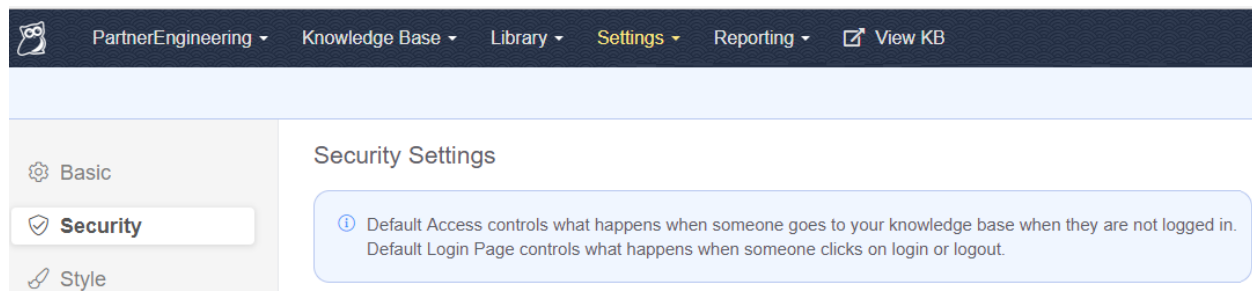 PartnerEngineering Knowledge Base Library Settings Reporting View KB
Basic
Security
Style
Security Settings
Default Access controls what happens when someone goes to your knowledge base when they are not logged in.
Default Login Page controls what happens when someone clicks on login or logout.